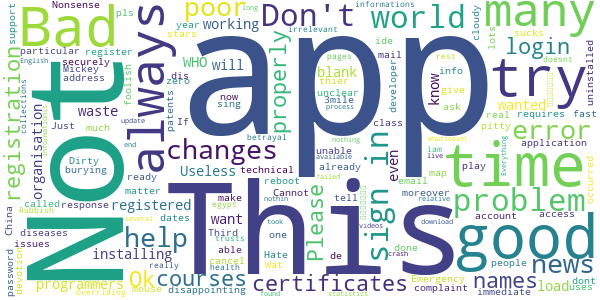 Nonsense
pls
poor
Don't
world
cloudy
many
support
Bad
always
app
year
stars
working
ide
lots
sucks
doesnt
English
particular
register
mail
login
uninstalled
securely
WHO
will
blank
pages
rest
Mickey
address
dis
zero
properly
thier
info
developer
know
try
registration
collections
foolish
patents
now
sing
unclear
3mile
process
give
ask
wanted
Not
organisation
waste
If
betrayal
class
real
requires
fast
Just
much
update
nothing
available
failed
even
whatsoever
pitty
error
application
Dirty
burying
end
changes
unable
already
iam
live
map
time
play
occurred
Everything
Useless
technical
Cannot
sign in
email
moreover
relative
ready
reboot
Please
tell
download
called
response
matter
registered
make
egypt
nothin
This
videos
account
access
problem
China
Rubbish
help
several
dates
want
Third
able
took
one
done
crash
good
diseases
issues
installing
really
trusts
cancel
health
Hate
Wat
de
Emergency
complaint
people
dont
news
password
devotion
programmers
Overriding
Ok
mouse
courses
disappointing
found
certificates
statistics
names
immediate
load
uses